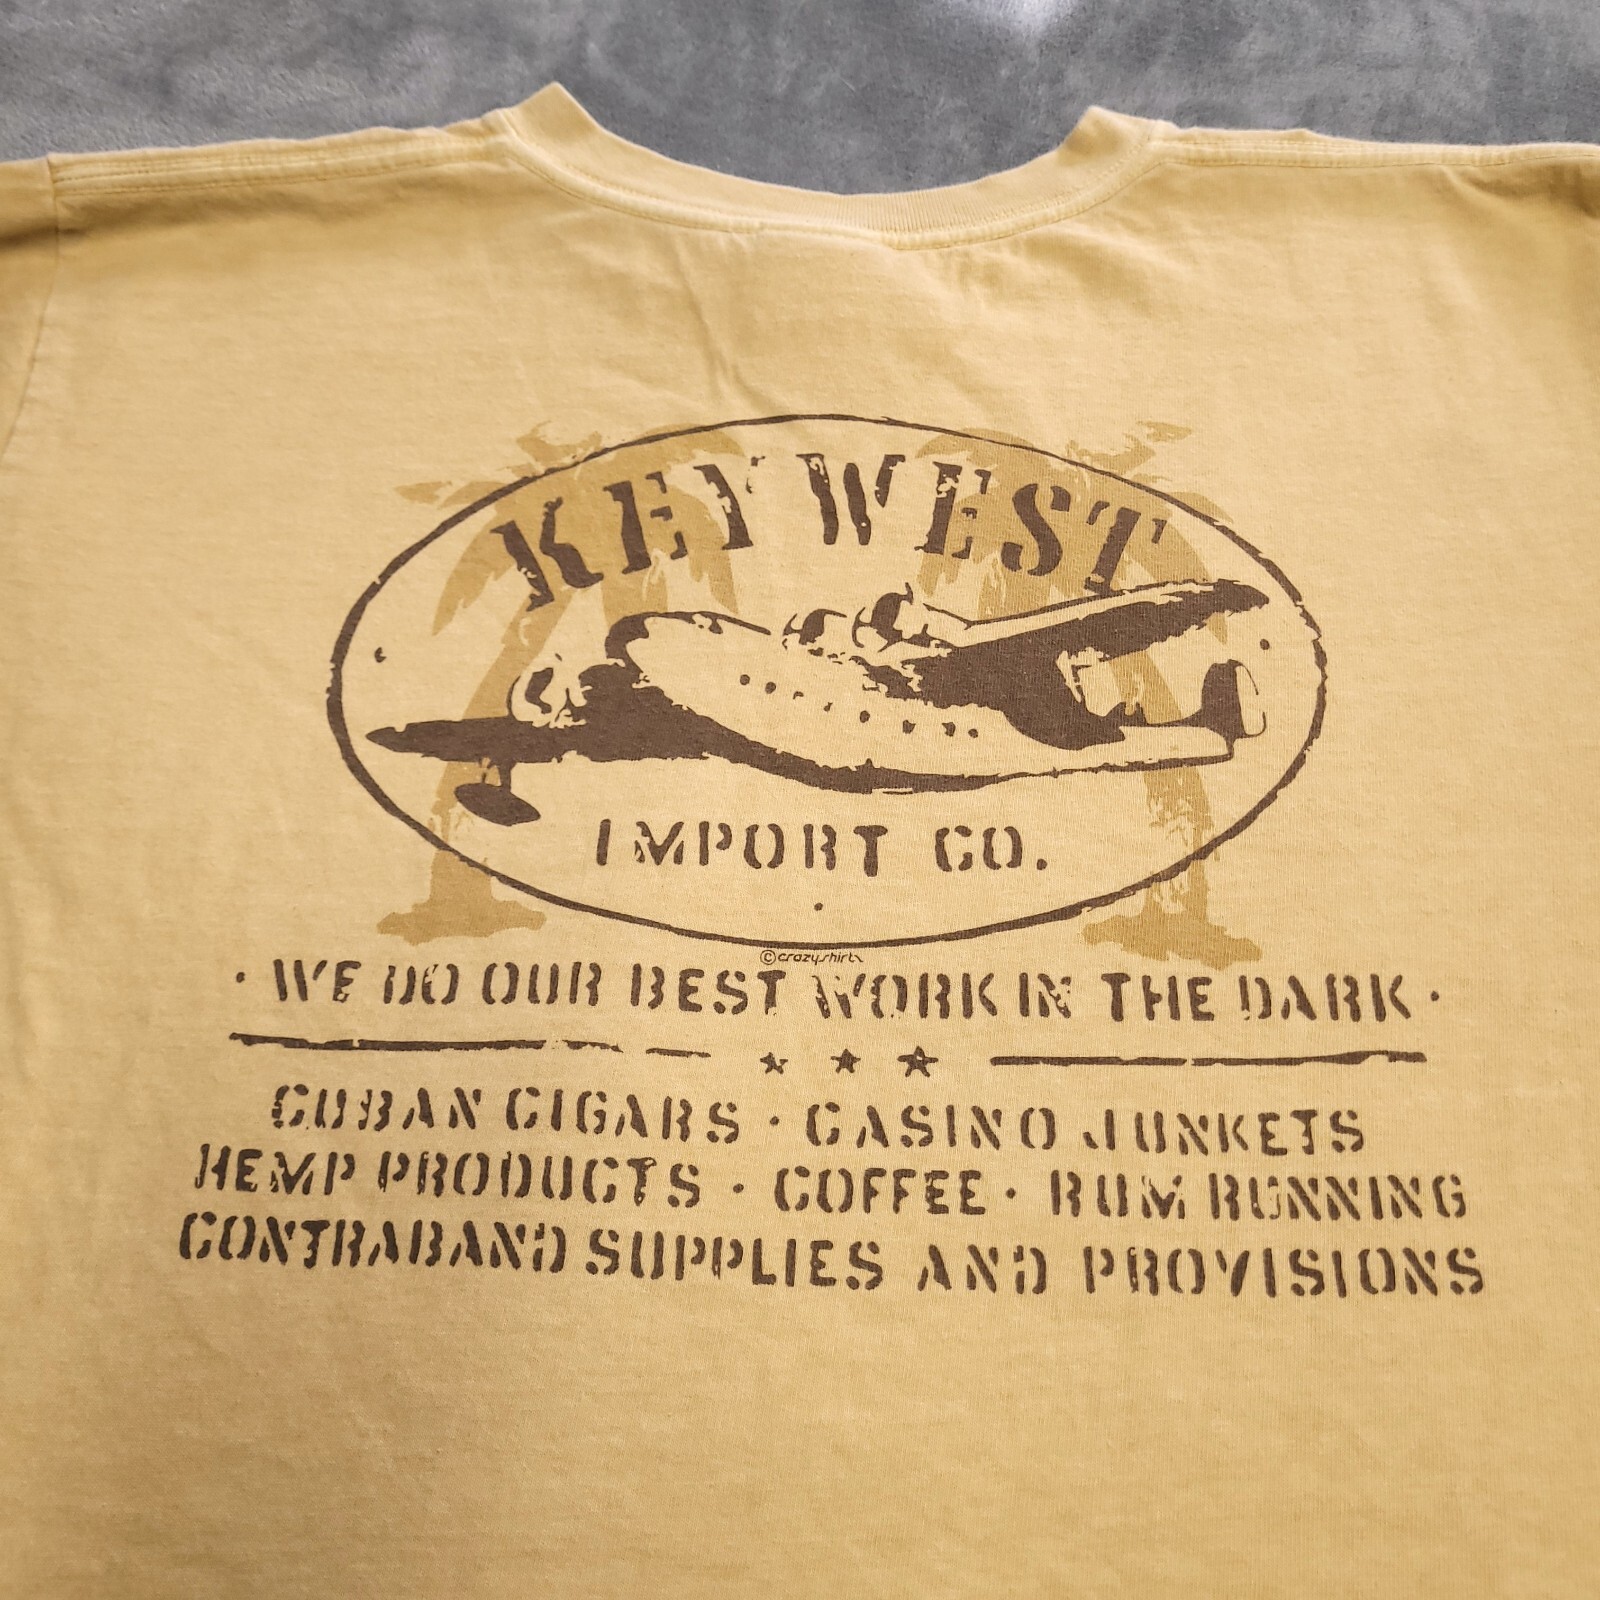 KEY WEST
IMPORT CO.
©crazyshirts
· WE DO OUR BEST WORK IN THE DARK ·
CUBAN CIGARS · CASINO JUNKETS
HEMP PRODUCTS · COFFEE · RUM RUNNING
CONTRABAND SUPPLIES AND PROVISIONS